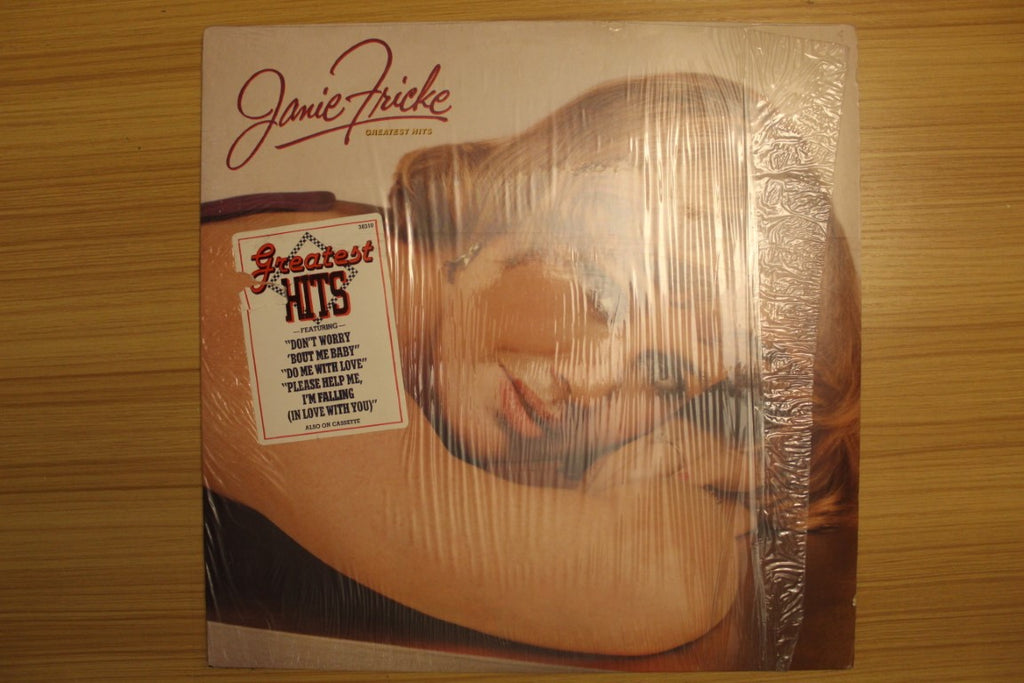 Janie Fricke
GREATEST HITS
38310
Greatest
HITS
—FEATURING—
"DON'T WORRY
'BOUT ME BABY"
"DO ME WITH LOVE"
"PLEASE HELP ME,
I'M FALLING
(IN LOVE WITH YOU)"
ALSO ON CASSETTE